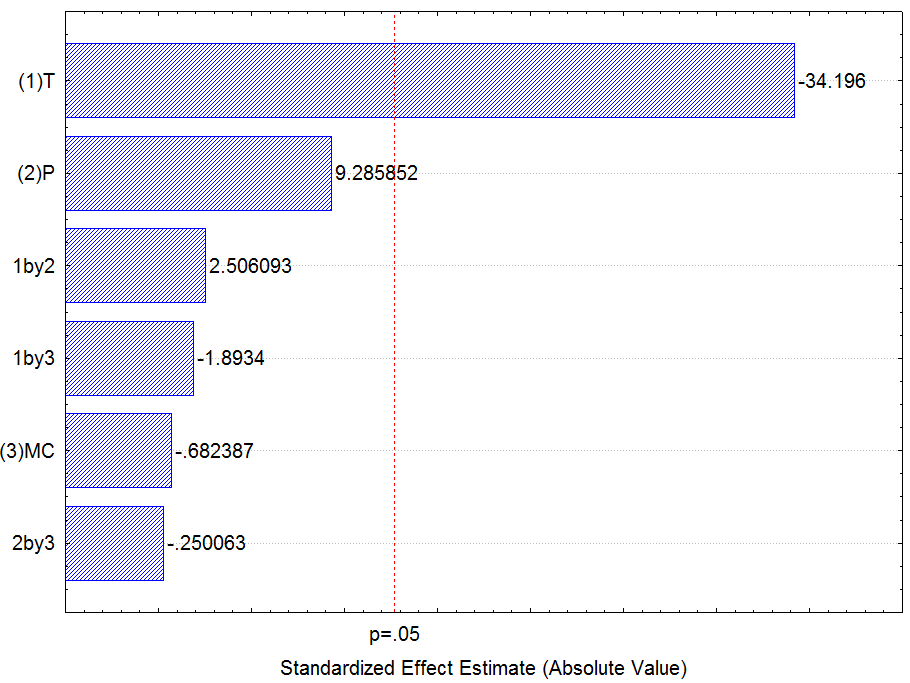 (1)T -34.196
(2)P 9.285852
1by2 2.506093
1by3 -1.8934
(3)MC -.682387
2by3 -.250063
p=.05
Standardized Effect Estimate (Absolute Value)